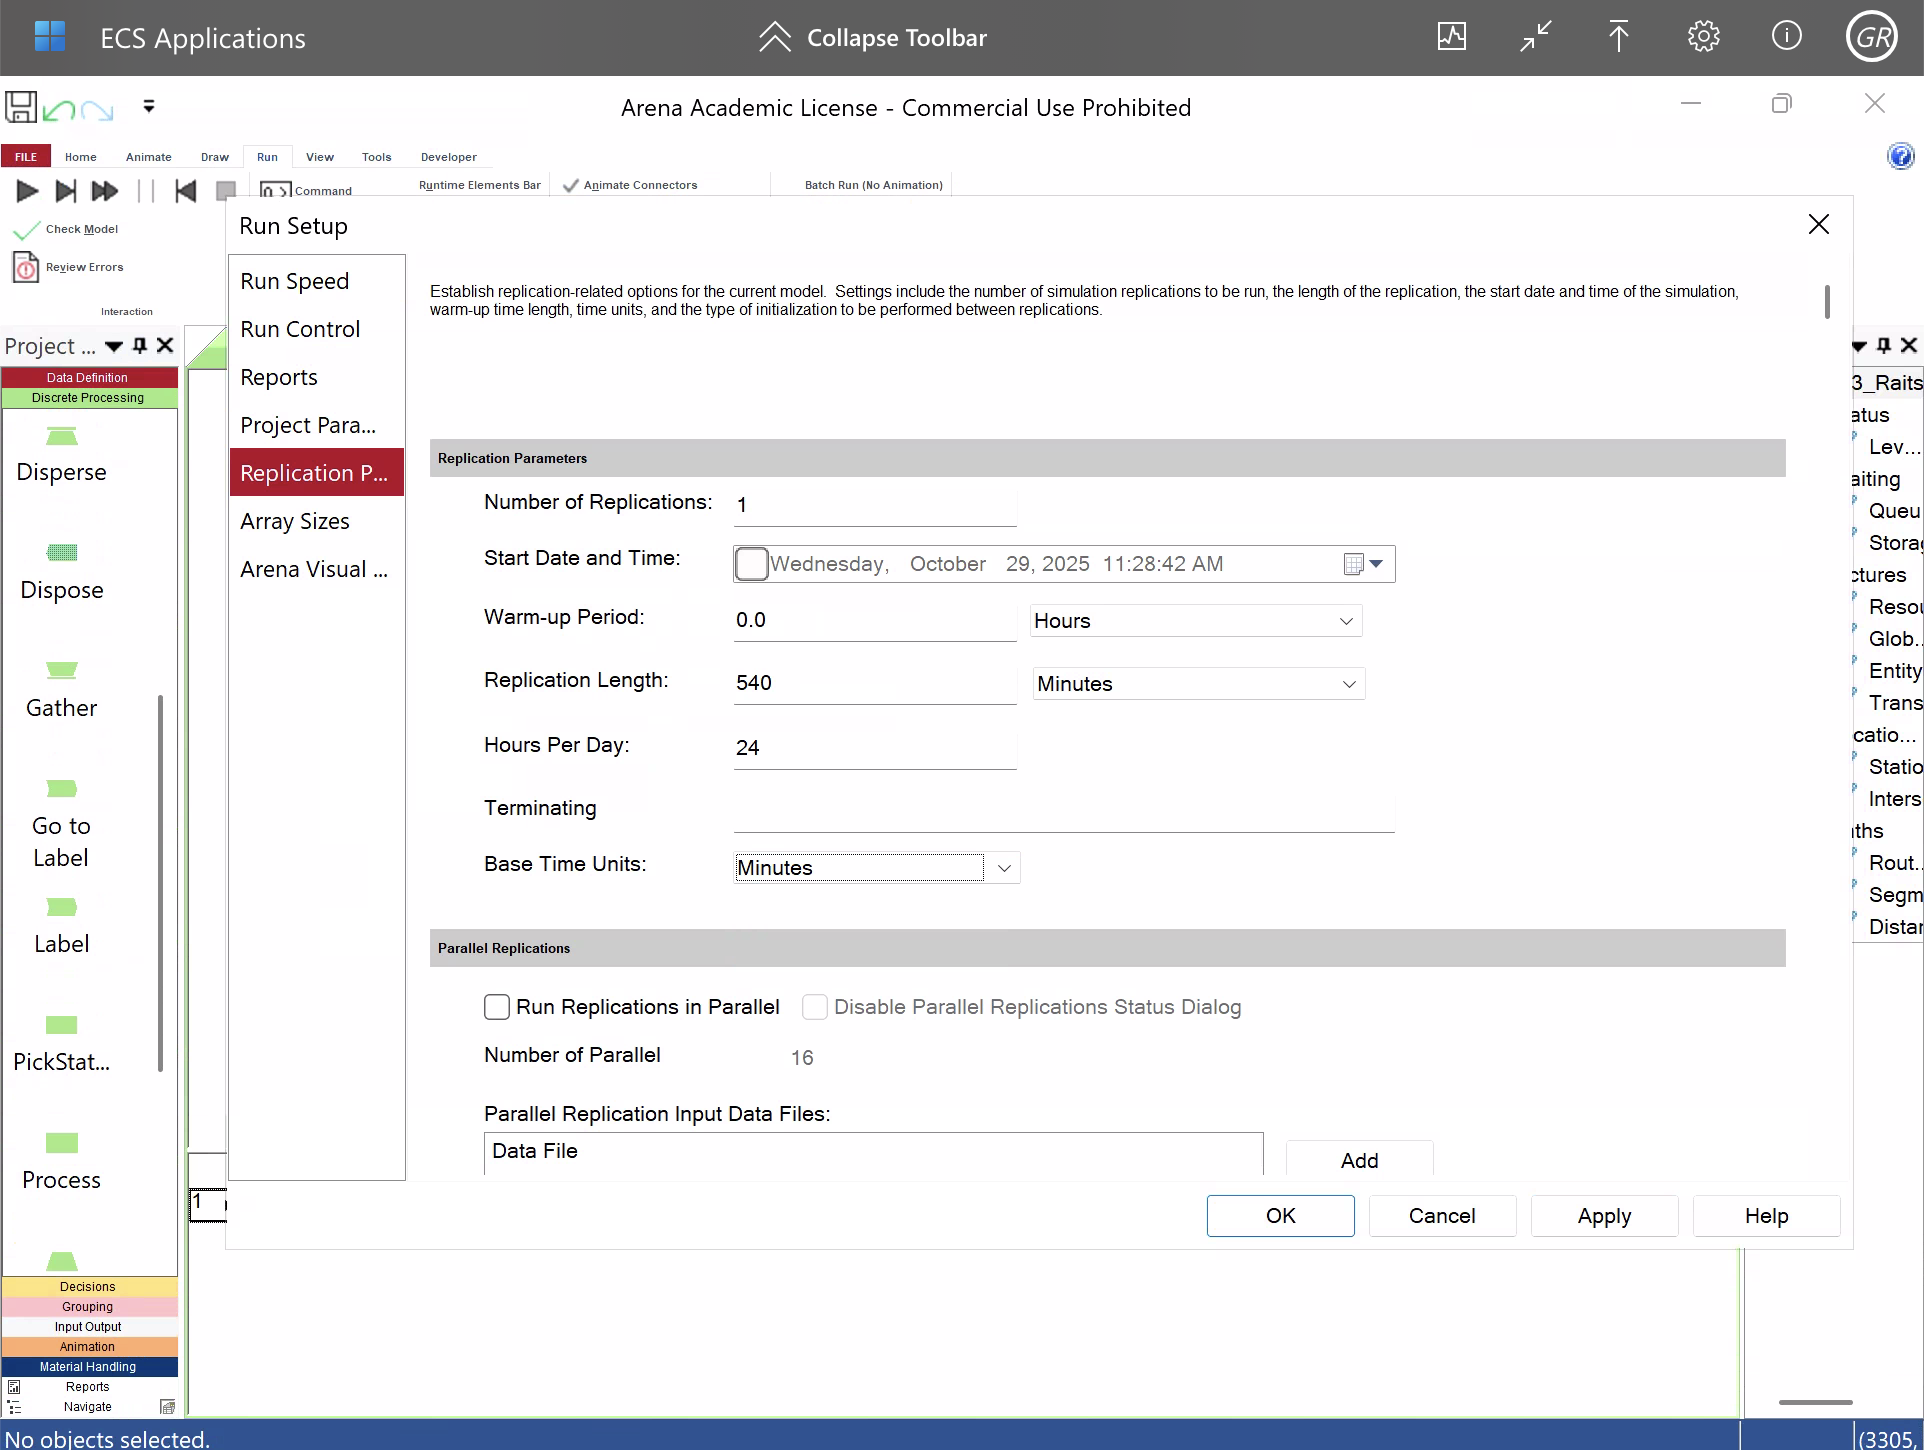 ECS Applications
Collapse Toolbar
GR
Arena Academic License - Commercial Use Prohibited
FILE Home Animate Draw Run View Tools Developer
Command
Runtime Elements Bar
Animate Connectors
Batch Run (No Animation)
Check Model
Review Errors
Interaction
Project ...
Data Definition
Discrete Processing
Disperse
Dispose
Gather
Go to
Label
Label
PickStat...
Process
Decisions
Grouping
Input Output
Animation
Material Handling
Reports
Navigate
No objects selected.
1
Run Setup
Run Speed
Run Control
Reports
Project Para...
Replication P...
Array Sizes
Arena Visual ...
Establish replication-related options for the current model. Settings include the number of simulation replications to be run, the length of the replication, the start date and time of the simulation,
warm-up time length, time units, and the type of initialization to be performed between replications.
Replication Parameters
Number of Replications: 1
Start Date and Time: Wednesday, October 29, 2025 11:28:42 AM
Warm-up Period: 0.0 Hours
Replication Length: 540 Minutes
Hours Per Day: 24
Terminating
Base Time Units: Minutes
Parallel Replications
Run Replications in Parallel Disable Parallel Replications Status Dialog
Number of Parallel 16
Parallel Replication Input Data Files:
Data File
Add
OK Cancel Apply Help
3_Raits
atus
Lev...
aiting
Queu
Storag
ctures
Resou
Glob..
Entity
Trans
catio...
Statio
Inters
ths
Rout..
Segm
Distar
(3305,